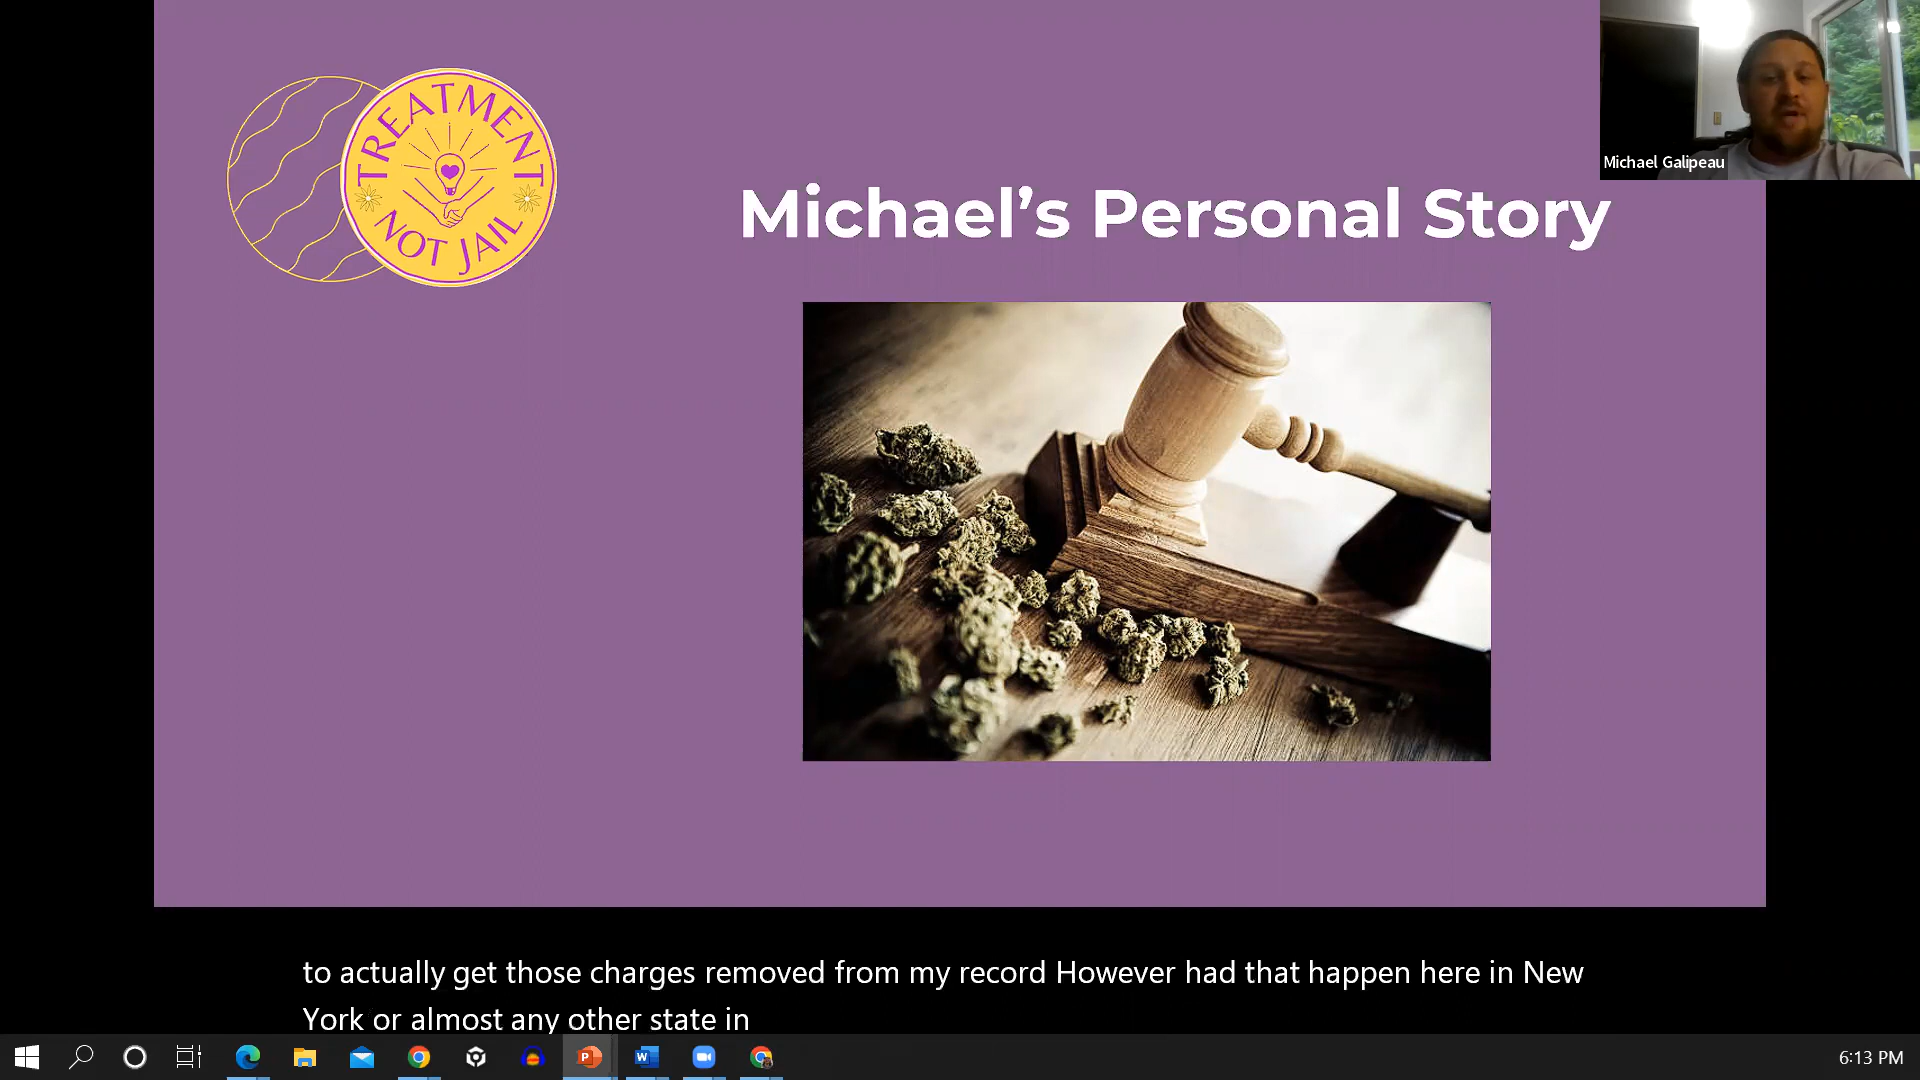 TREATMENT
NOT JAIL
Michael Galipeau
Michael’s Personal Story
to actually get those charges removed from my record However had that happen here in New
York or almost any other state in
6:13 PM